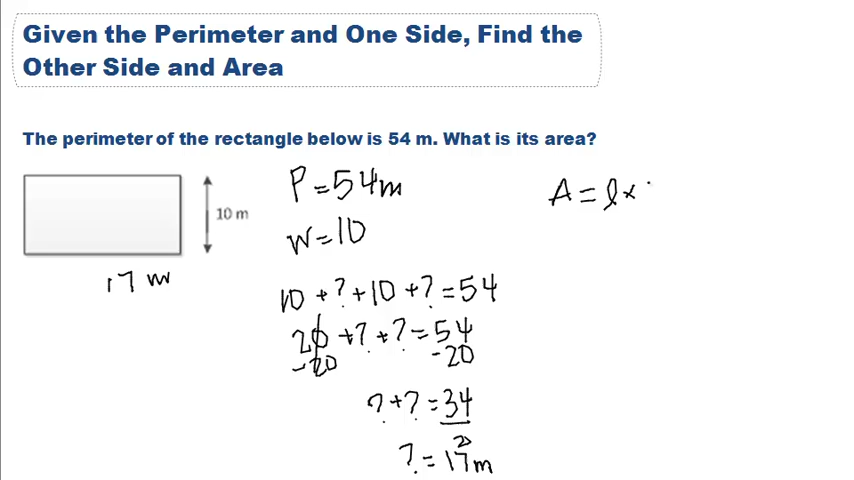 Given the Perimeter and One Side, Find the
Other Side and Area
The perimeter of the rectangle below is 54 m. What is its area?
10 m
17 m
P=54m
W=10
10 + ? + 10 + ? = 54
20 + ? + ? = 54
-20 -20
? + ? = 34
2
? = 17m
A = l x